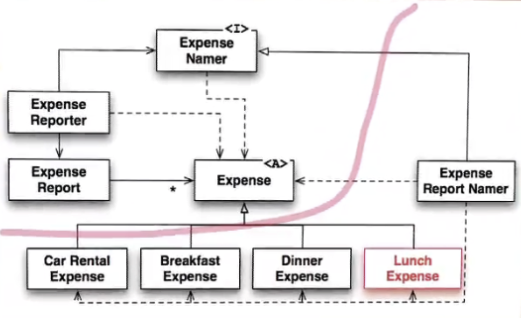 <I>
Expense
Namer
Expense
Reporter
Expense
Report
*
<A>
Expense
Expense
Report Namer
Car Rental
Expense
Breakfast
Expense
Dinner
Expense
Lunch
Expense